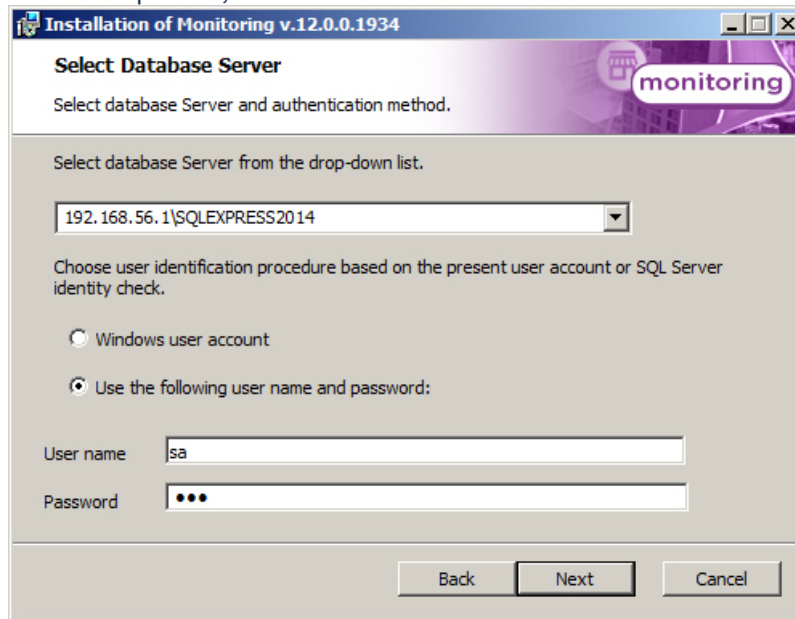 Installation of Monitoring v.12.0.0.1934
Select Database Server
monitoring
Select database Server and authentication method.
Select database Server from the drop-down list.
192.168.56.1\SQLEXPRESS2014
Choose user identification procedure based on the present user account or SQL Server
identity check.
Windows user account
Use the following user name and password:
User name
sa
Password
●●●
Back
Next
Cancel